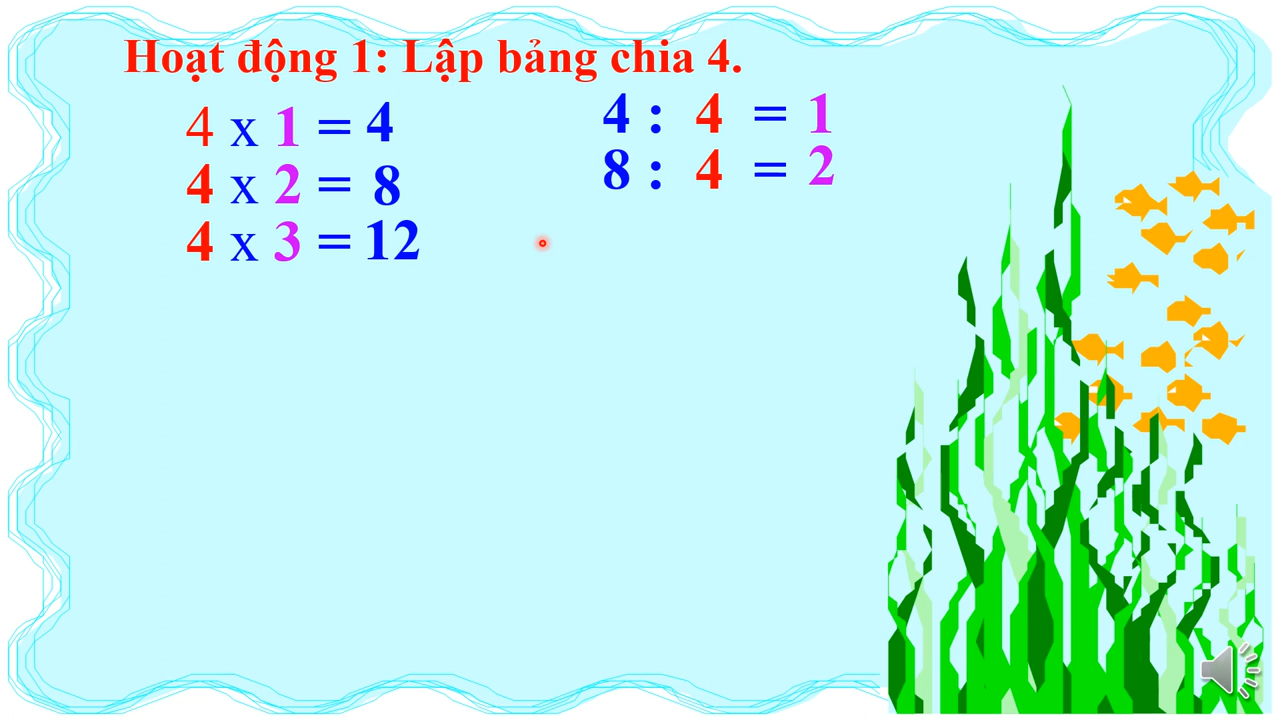 Hoạt động 1: Lập bảng chia 4.
4 x 1 = 4
4 x 2 = 8
4 x 3 = 12
4 : 4 = 1
8 : 4 = 2